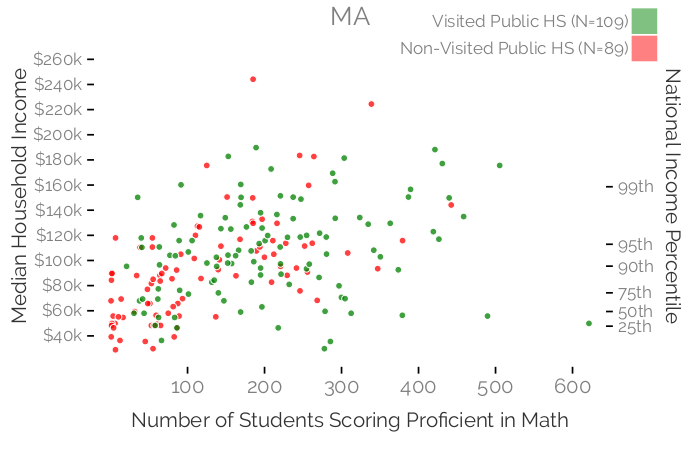 MA
Visited Public HS (N=109)
Non-Visited Public HS (N=89)
Median Household Income
$260k
$240k
$220k
$200k
$180k
$160k
$140k
$120k
$100k
$80k
$60k
$40k
National Income Percentile
99th
95th
90th
75th
50th
25th
100 200 300 400 500 600
Number of Students Scoring Proficient in Math